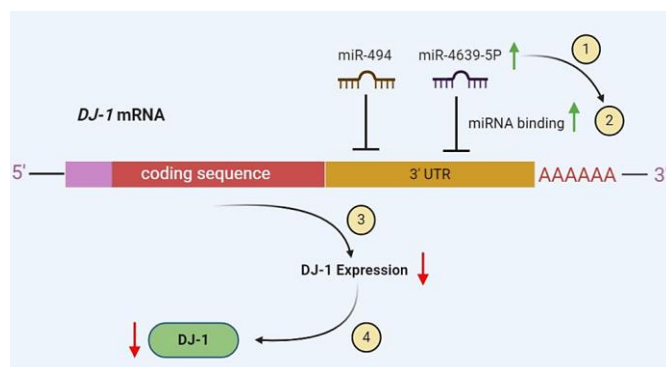 miR-494
miR-4639-5P
1
DJ-1 mRNA
miRNA binding
2
5'
coding sequence
3' UTR
AAAAAA
3'
3
DJ-1 Expression
DJ-1
4